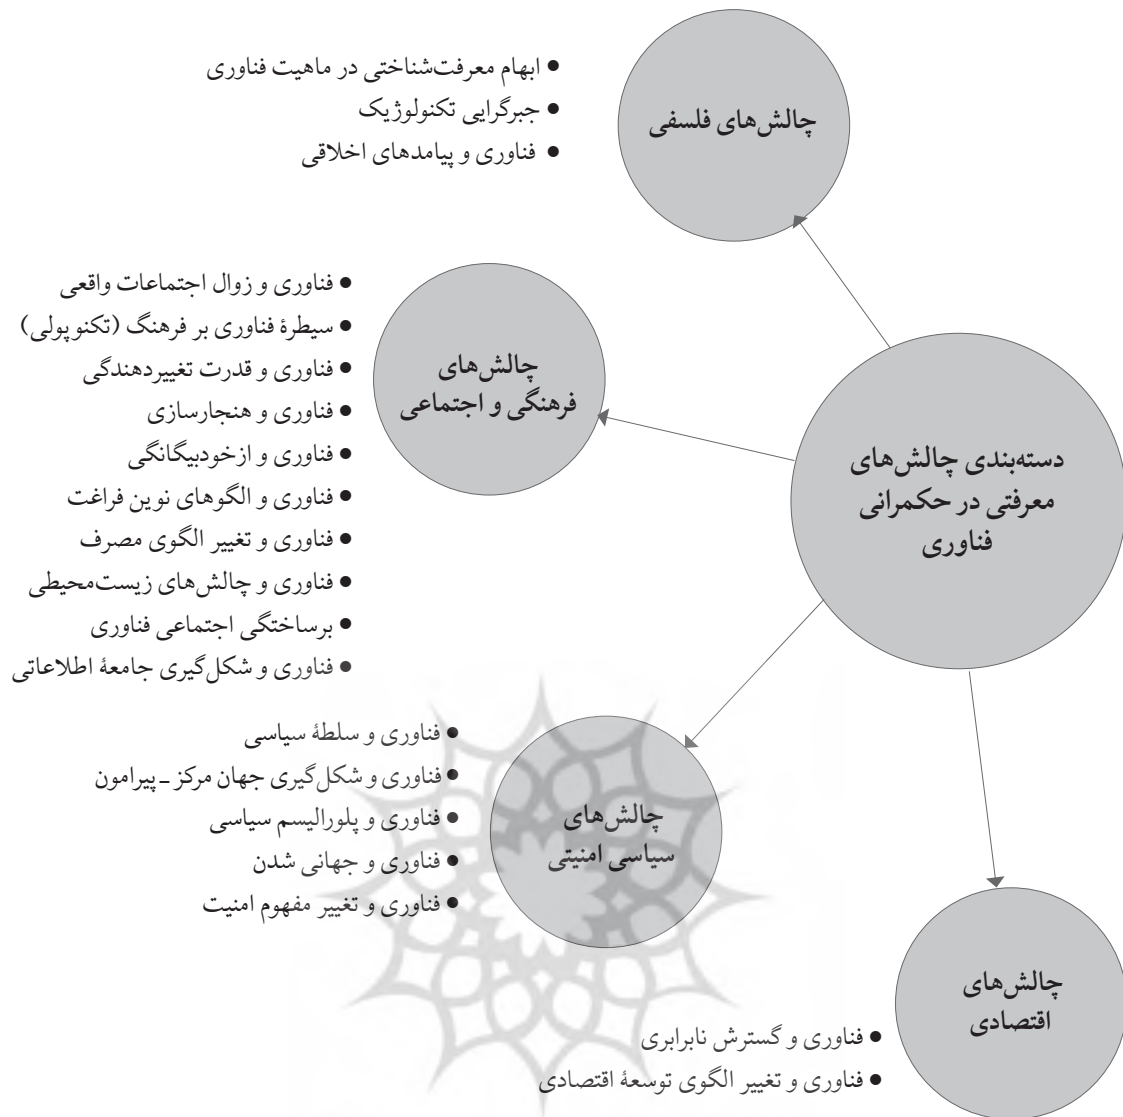 چالش‌های فلسفی
• ابهام معرفت‌شناختی در ماهیت فناوری
• جبرگرایی تکنولوژیک
• فناوری و پیامدهای اخلاقی
دسته‌بندی چالش‌های
معرفتی در حکمرانی
فناوری
چالش‌های
فرهنگی و اجتماعی
• فناوری و زوال اجتماعات واقعی
• سیطرۀ فناوری بر فرهنگ (تکنوپولی)
• فناوری و قدرت تغییردهندگی
• فناوری و هنجارسازی
• فناوری و ازخودبیگانگی
• فناوری و الگوهای نوین فراغت
• فناوری و تغییر الگوی مصرف
• فناوری و چالش‌های زیست‌محیطی
• برساختگی اجتماعی فناوری
• فناوری و شکل‌گیری جامعۀ اطلاعاتی
چالش‌های
سیاسی امنیتی
• فناوری و سلطۀ سیاسی
• فناوری و شکل‌گیری جهان مرکز ـ پیرامون
• فناوری و پلورالیسم سیاسی
• فناوری و جهانی شدن
• فناوری و تغییر مفهوم امنیت
چالش‌های
اقتصادی
• فناوری و گسترش نابرابری
• فناوری و تغییر الگوی توسعۀ اقتصادی